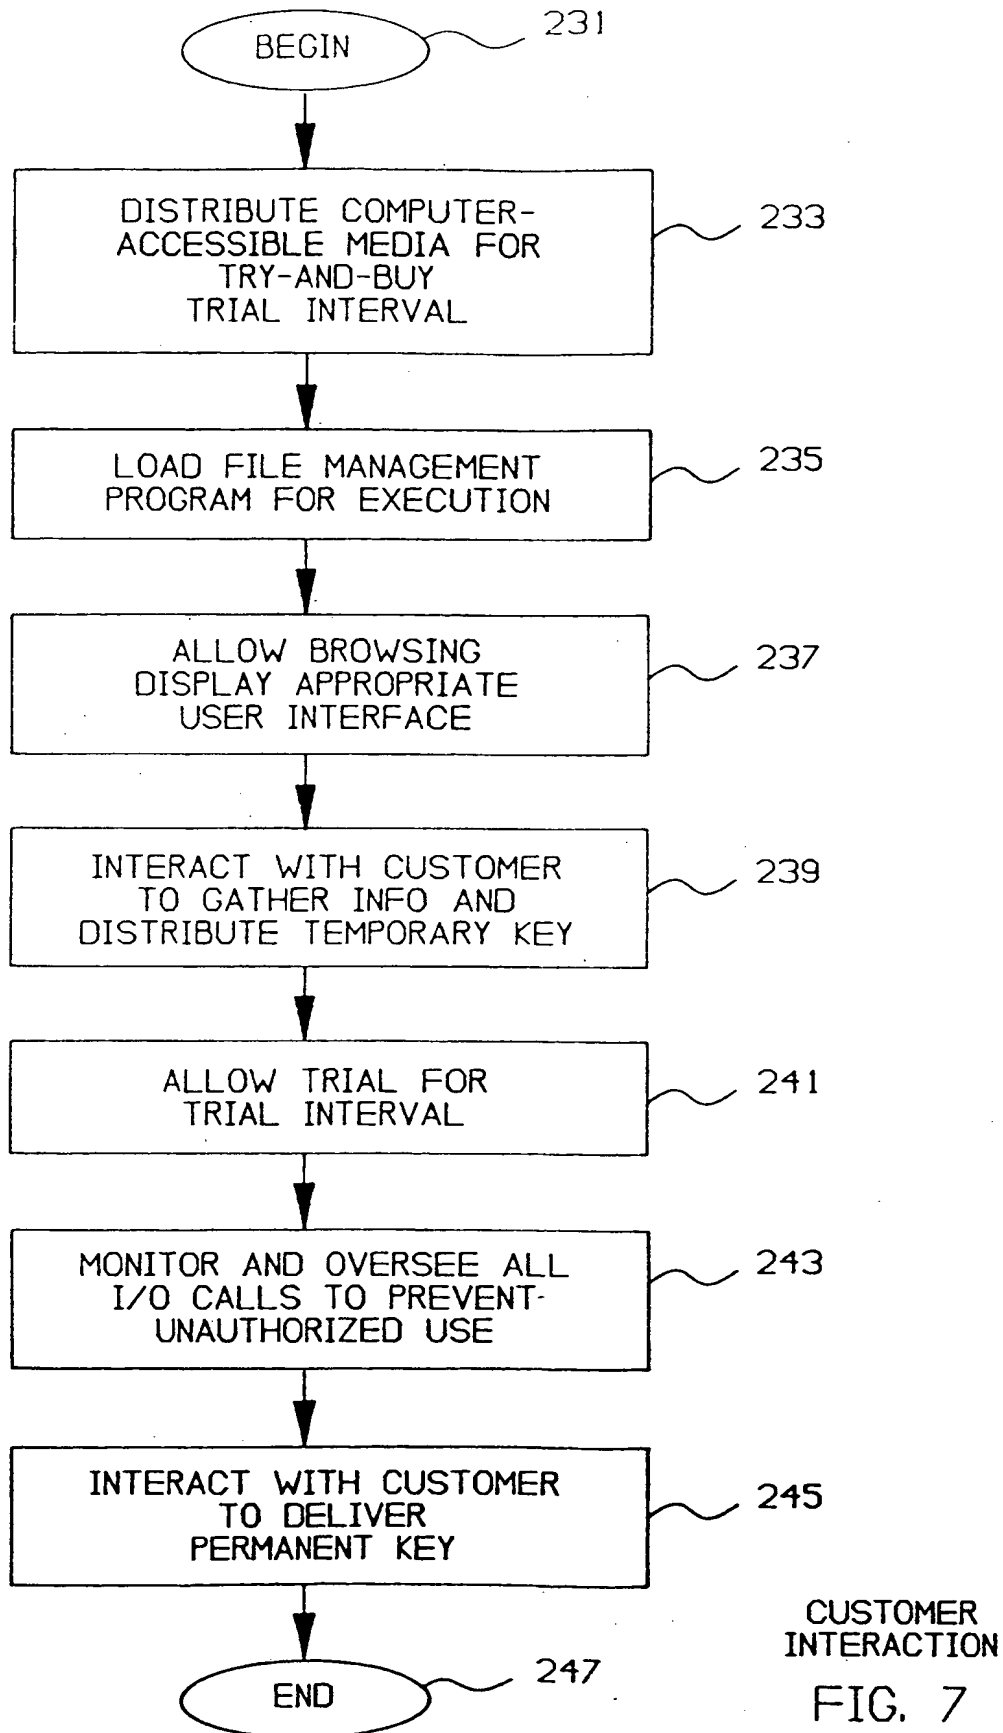 BEGIN
231
DISTRIBUTE COMPUTER-
ACCESSIBLE MEDIA FOR
TRY-AND-BUY
TRIAL INTERVAL
233
LOAD FILE MANAGEMENT
PROGRAM FOR EXECUTION
235
ALLOW BROWSING
DISPLAY APPROPRIATE
USER INTERFACE
237
INTERACT WITH CUSTOMER
TO GATHER INFO AND
DISTRIBUTE TEMPORARY KEY
239
ALLOW TRIAL FOR
TRIAL INTERVAL
241
MONITOR AND OVERSEE ALL
I/O CALLS TO PREVENT
UNAUTHORIZED USE
243
INTERACT WITH CUSTOMER
TO DELIVER
PERMANENT KEY
245
END
247
CUSTOMER
INTERACTION
FIG. 7